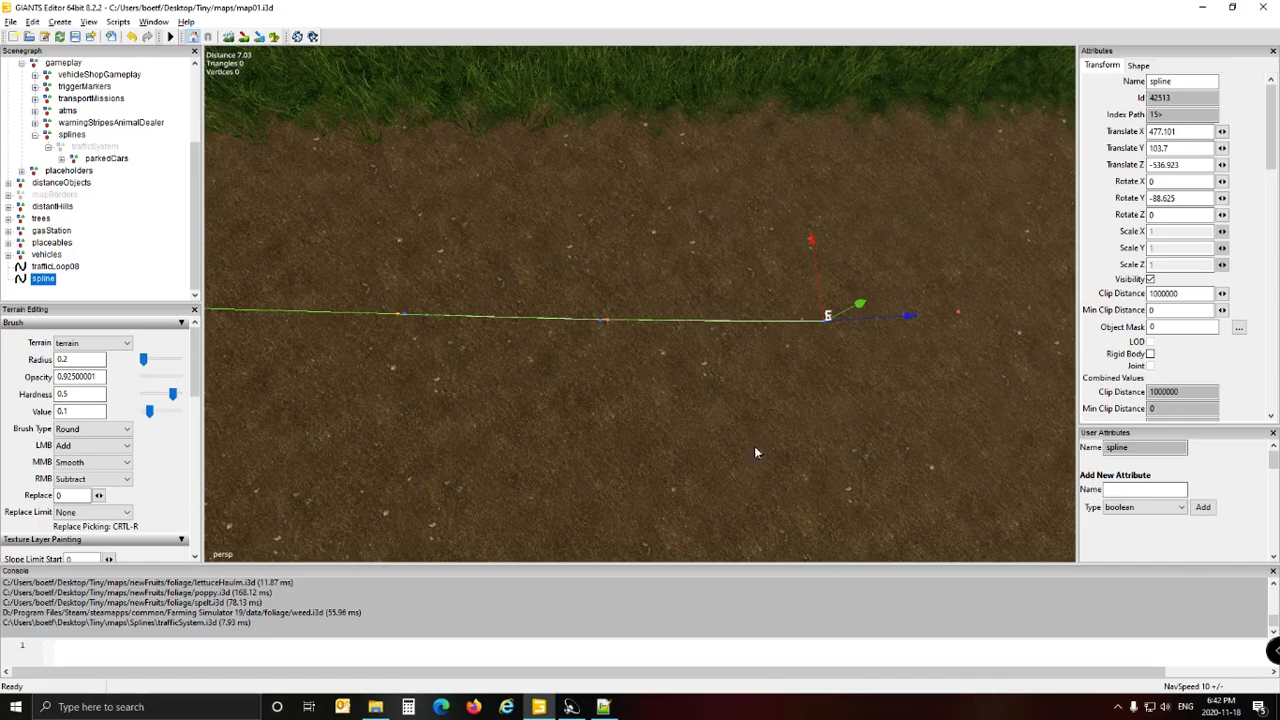 GIANTS Editor 64bit 8.2.2 - C:/Users/boetf/Desktop/Tiny/maps/map01.i3d
File Edit Create View Scripts Window Help
Scenegraph
gameplay
vehicleShopGameplay
triggerMarkers
transportMissions
atms
warningStripesAnimalDealer
splines
trafficSystem
parkedCars
placeholders
distanceObjects
mapBorders
distantHills
trees
gasStation
placeables
vehicles
trafficLoop08
spline
Terrain Editing
Brush
Terrain terrain
Radius 0.2
Opacity 0.92500001
Hardness 0.5
Value 0.1
Brush Type Round
LMB Add
MMB Smooth
RMB Subtract
Replace 0
Replace Limit None
Replace Picking: CRTL-R
Texture Layer Painting
Slope Limit Start 0
Distance 7.03
Triangles 0
Vertices 0
E
persp
Attributes
Transform Shape
Name spline
Id 42513
Index Path 15>
Translate X 477.101
Translate Y 103.7
Translate Z -536.923
Rotate X 0
Rotate Y -88.625
Rotate Z 0
Scale X 1
Scale Y 1
Scale Z 1
Visibility
Clip Distance 1000000
Min Clip Distance 0
Object Mask 0 ...
LOD
Rigid Body
Joint
Combined Values
Clip Distance 1000000
Min Clip Distance 0
User Attributes
Name spline
Add New Attribute
Name
Type boolean Add
Console
C:/Users/boetf/Desktop/Tiny/maps/newFruits/foliage/lettuceHaulm.i3d (11.87 ms)
C:/Users/boetf/Desktop/Tiny/maps/newFruits/foliage/poppy.i3d (168.12 ms)
C:/Users/boetf/Desktop/Tiny/maps/newFruits/foliage/spelt.i3d (78.13 ms)
D:/Program Files/Steam/steamapps/common/Farming Simulator 19/data/foliage/weed.i3d (55.96 ms)
C:\Users\boetf\Desktop\Tiny\maps\Splines\trafficSystem.i3d (7.93 ms)
1
Ready
NavSpeed 10 +/-
Type here to search
ENG
6:42 PM
2020-11-18